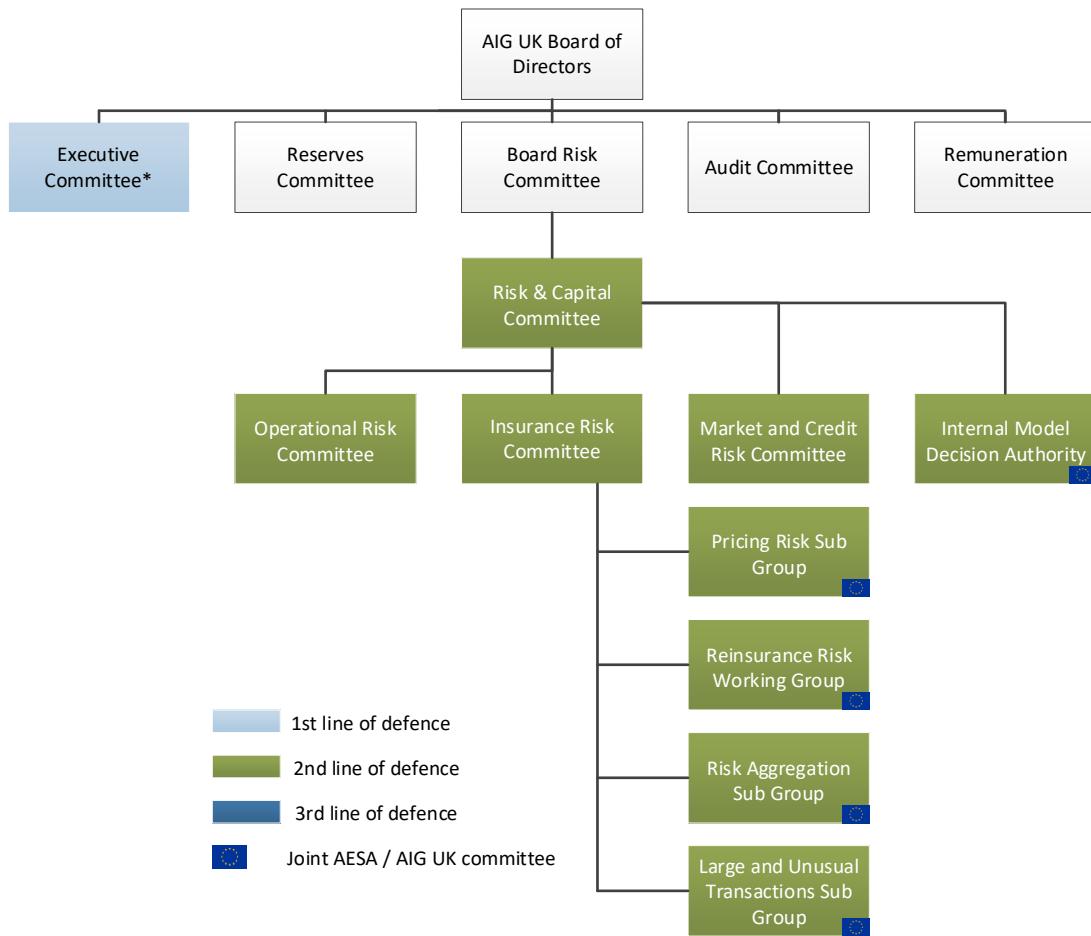 AIG UK Board of
Directors
Executive
Committee*
Reserves
Committee
Board Risk
Committee
Audit Committee
Remuneration
Committee
Risk & Capital
Committee
Operational Risk
Committee
Insurance Risk
Committee
Market and Credit
Risk Committee
Internal Model
Decision Authority
Pricing Risk Sub
Group
Reinsurance Risk
Working Group
Risk Aggregation
Sub Group
Large and Unusual
Transactions Sub
Group
1st line of defence
2nd line of defence
3rd line of defence
Joint AESA / AIG UK committee